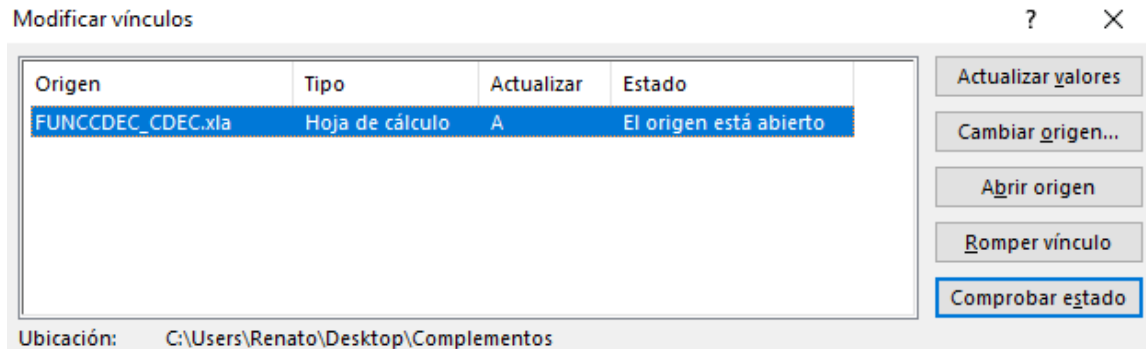 Modificar vínculos ? ×
Origen Tipo Actualizar Estado
FUNCCDEC_CDEC.xla Hoja de cálculo A El origen está abierto
Actualizar valores
Cambiar origen...
Abrir origen
Romper vínculo
Comprobar estado
Ubicación: C:\Users\Renato\Desktop\Complementos